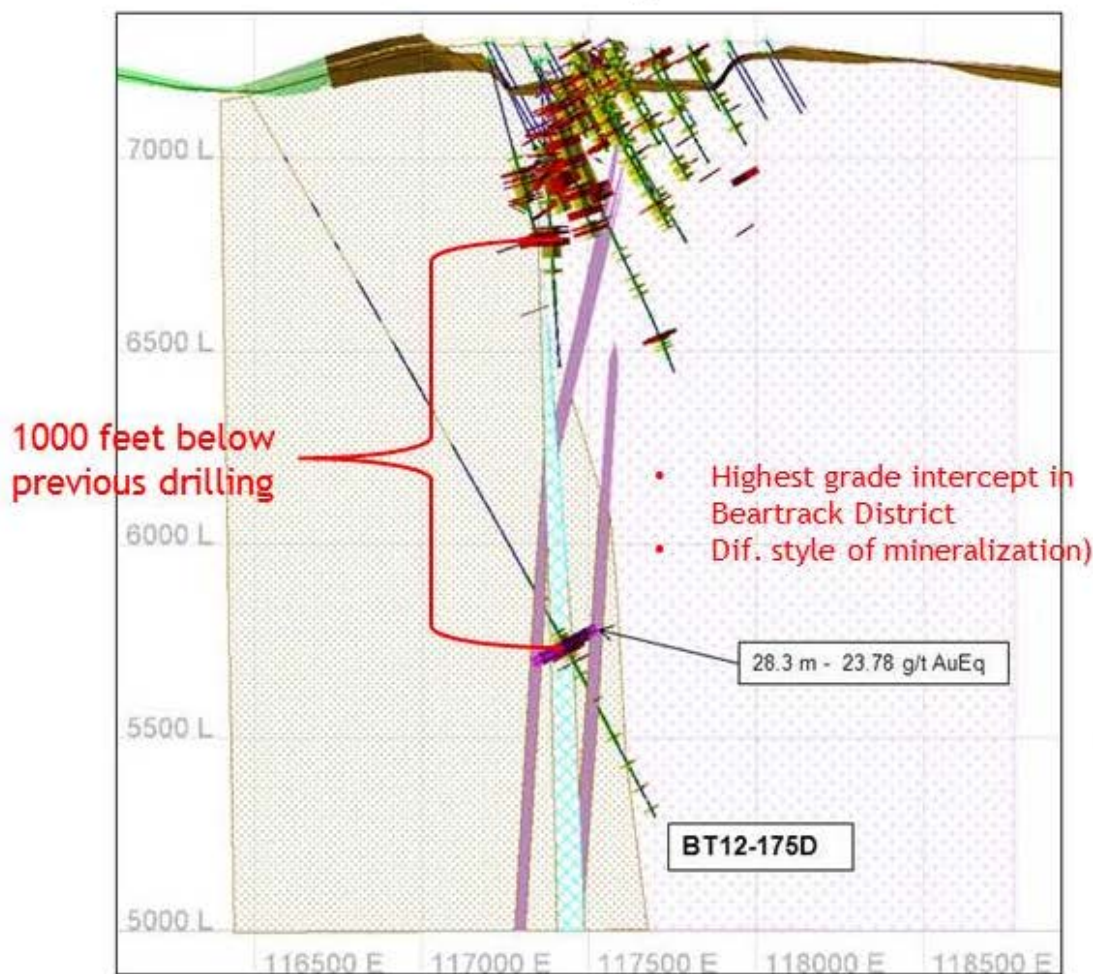 7000 L
6500 L
1000 feet below
previous drilling
• Highest grade intercept in
Beartrack District
• Dif. style of mineralization)
6000 L
28.3 m - 23.78 g/t AuEq
5500 L
BT12-175D
5000 L
116500 E
117000 E
117500 E
118000 E
118500 E